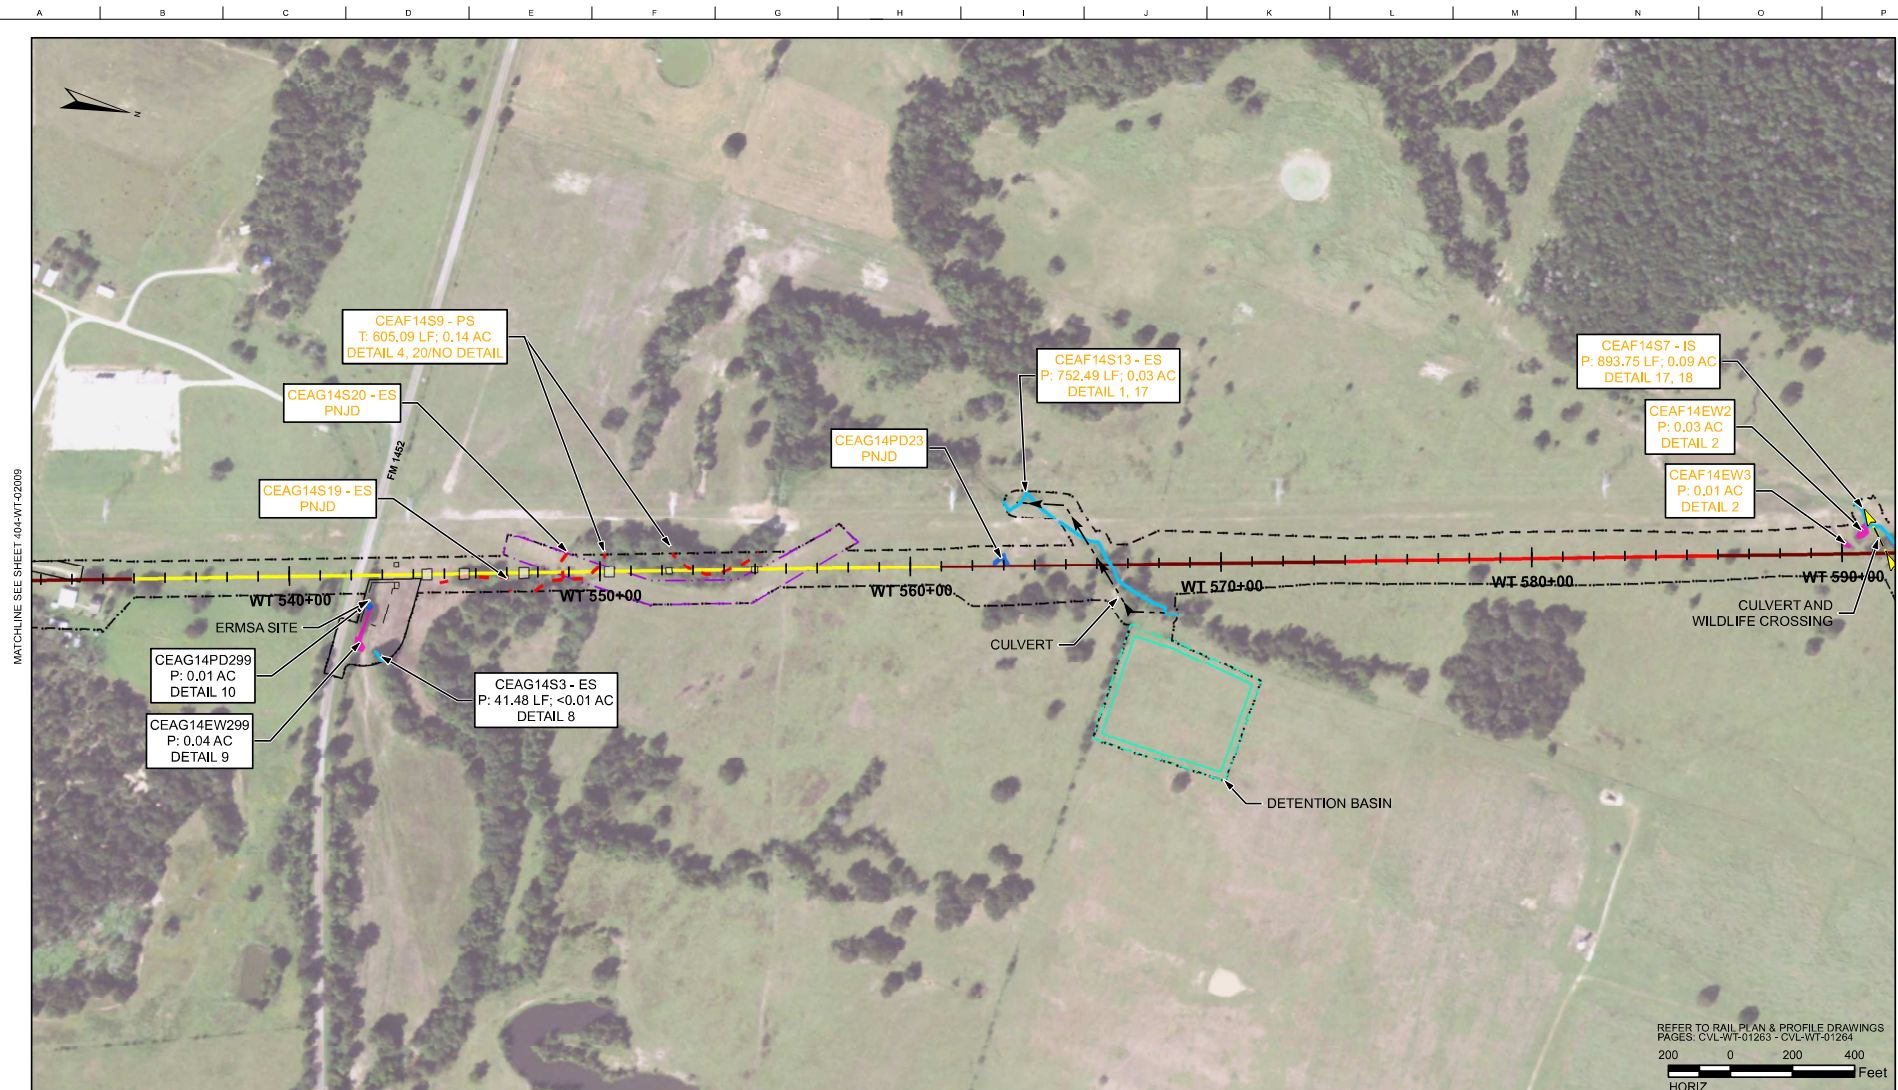 A B C D E F G H I J K L M N O P
N
MATCHLINE SEE SHEET 404-WT-02009
FM 1452
CEAF14S9 - PS
T: 605.09 LF; 0.14 AC
DETAIL 4, 20/NO DETAIL
CEAG14S20 - ES
PNJD
CEAG14S19 - ES
PNJD
CEAG14PD23
PNJD
CEAF14S13 - ES
P: 752.49 LF; 0.03 AC
DETAIL 1, 17
CEAF14S7 - IS
P: 893.75 LF; 0.09 AC
DETAIL 17, 18
CEAF14EW2
P: 0.03 AC
DETAIL 2
CEAF14EW3
P: 0.01 AC
DETAIL 2
WT 540+00
WT 550+00
WT 560+00
WT 570+00
WT 580+00
WT 590+00
ERMSA SITE
CULVERT
CULVERT AND
WILDLIFE CROSSING
CEAG14PD299
P: 0.01 AC
DETAIL 10
CEAG14EW299
P: 0.04 AC
DETAIL 9
CEAG14S3 - ES
P: 41.48 LF; <0.01 AC
DETAIL 8
DETENTION BASIN
REFER TO RAIL PLAN & PROFILE DRAWINGS
PAGES: CVL-WT-01263 - CVL-WT-01264
200 0 200 400
Feet
HORIZ